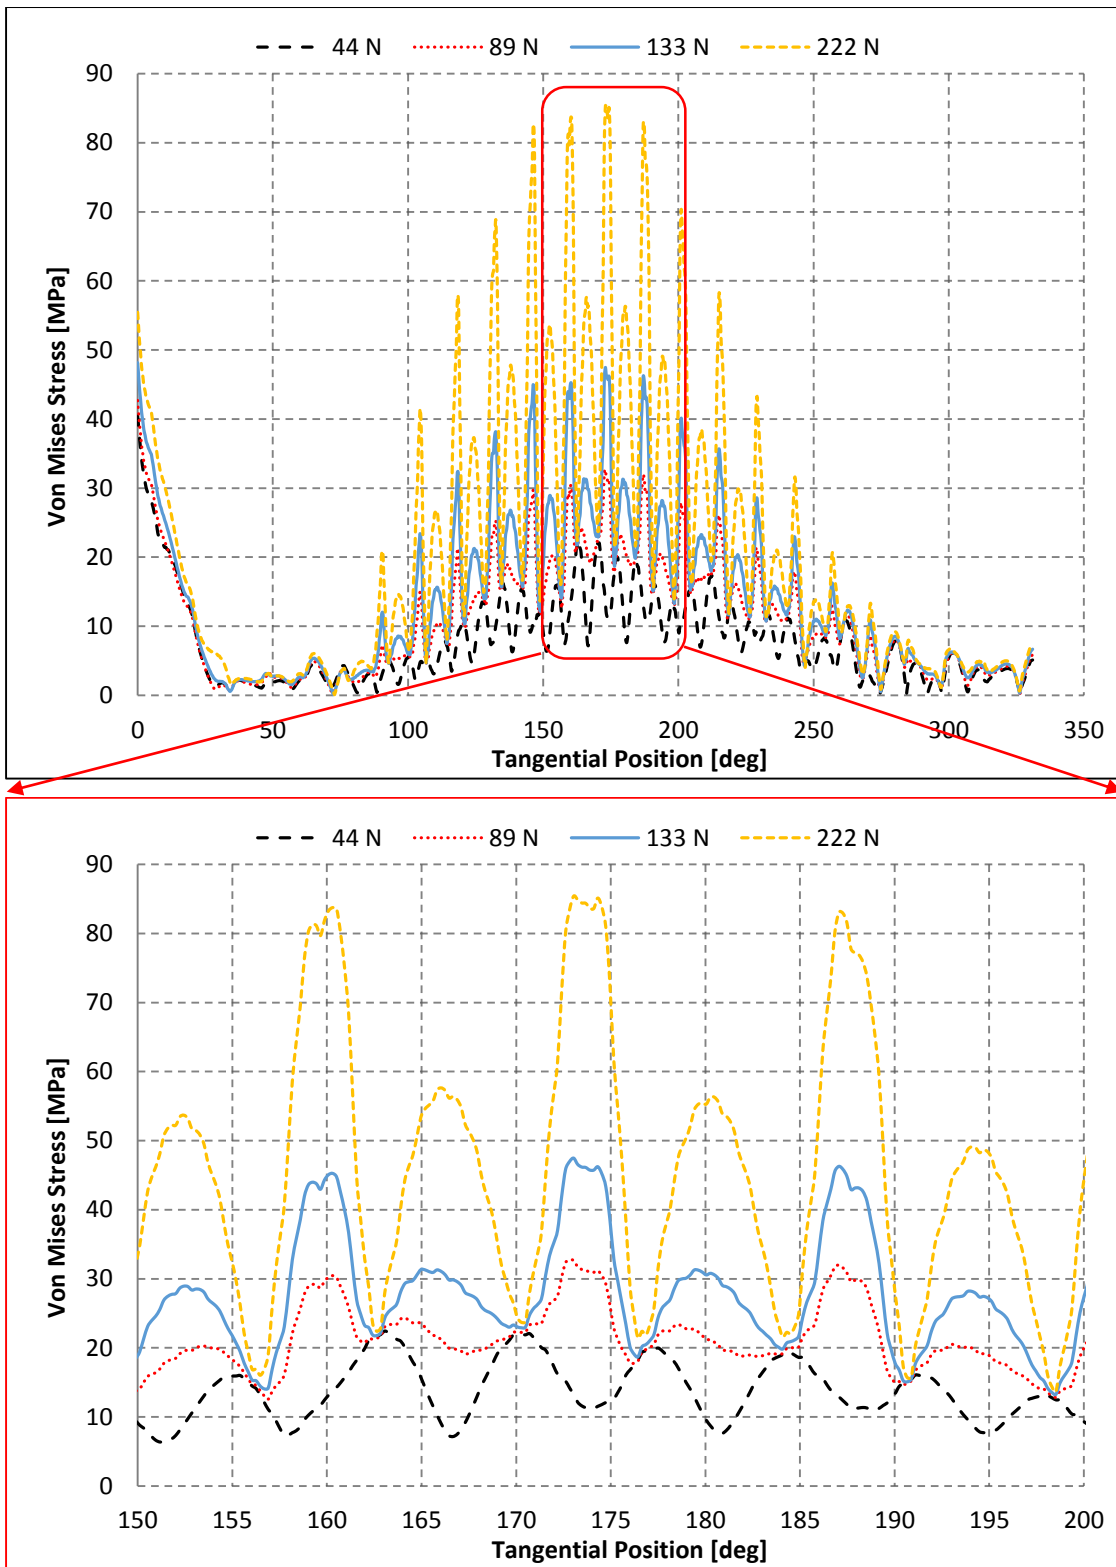 44 N 89 N 133 N 222 N
90
80
70
60
50
40
30
20
10
0
Von Mises Stress [MPa]
0 50 100 150 200 250 300 350
Tangential Position [deg]
44 N 89 N 133 N 222 N
90
80
70
60
50
40
30
20
10
0
Von Mises Stress [MPa]
150 155 160 165 170 175 180 185 190 195 200
Tangential Position [deg]